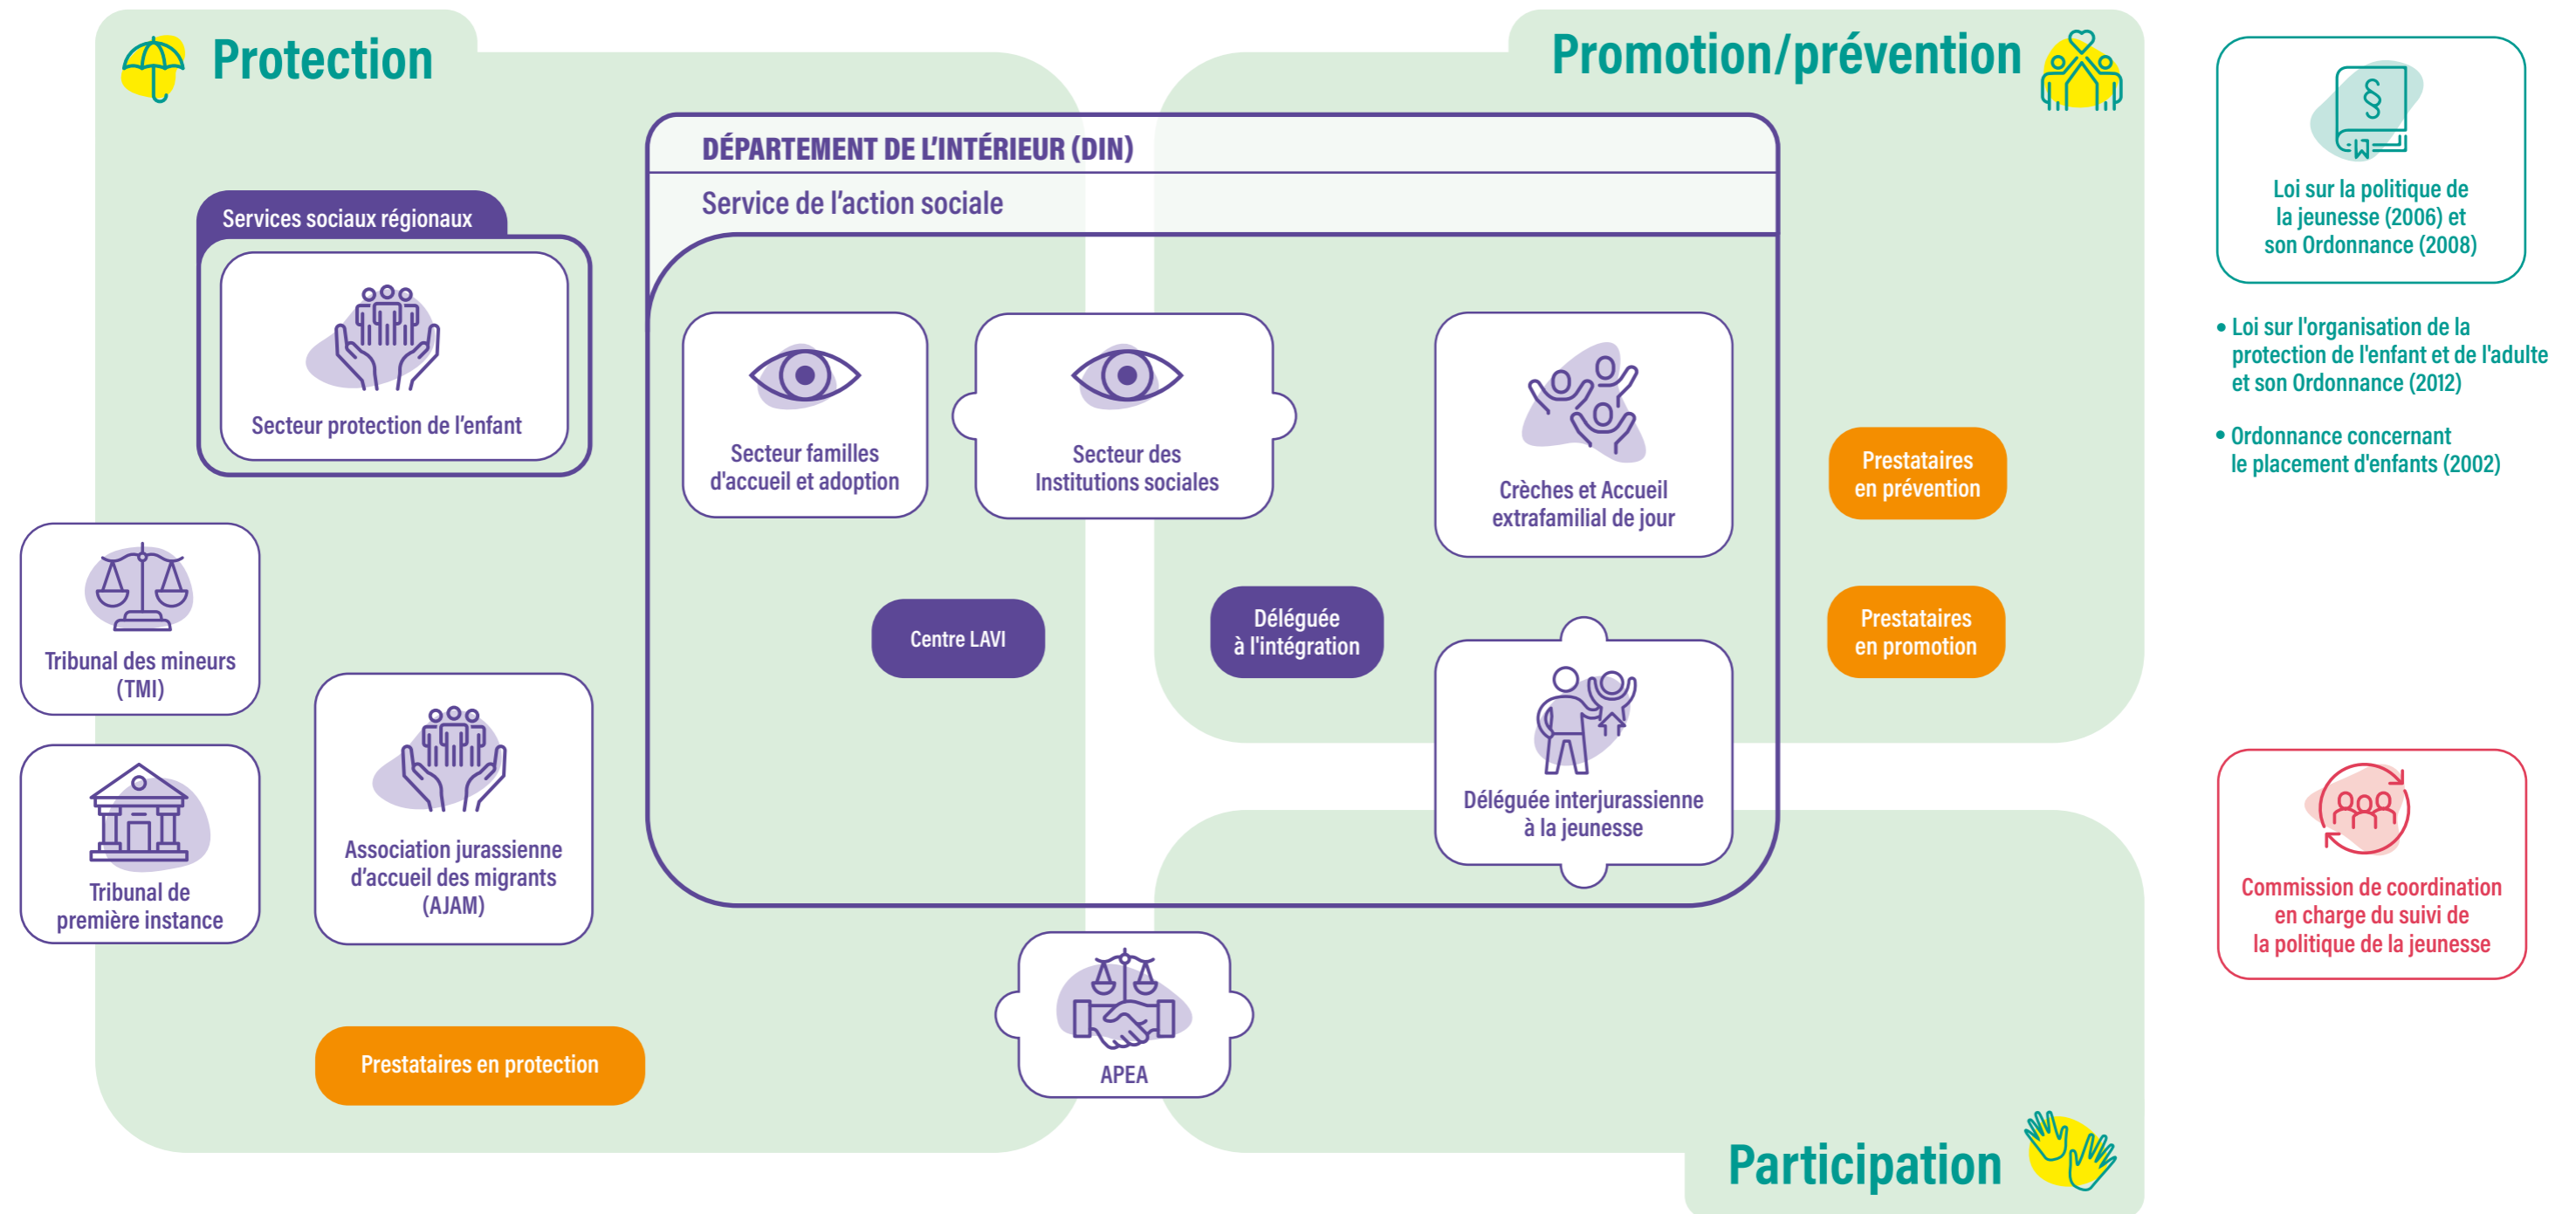 Protection
Promotion/prévention
DÉPARTEMENT DE L'INTÉRIEUR (DIN)
Service de l'action sociale
Services sociaux régionaux
Secteur protection de l'enfant
Secteur familles
d'accueil et adoption
Secteur des
Institutions sociales
Crèches et Accueil
extrafamilial de jour
Prestataires
en prévention
Tribunal des mineurs
(TMI)
Centre LAVI
Déléguée
à l'intégration
Prestataires
en promotion
Tribunal de
première instance
Association jurassienne
d'accueil des migrants
(AJAM)
Déléguée interjurassienne
à la jeunesse
Prestataires en protection
APEA
Participation
§
Loi sur la politique de
la jeunesse (2006) et
son Ordonnance (2008)
• Loi sur l'organisation de la
protection de l'enfant et de l'adulte
et son Ordonnance (2012)
• Ordonnance concernant
le placement d'enfants (2002)
Commission de coordination
en charge du suivi de
la politique de la jeunesse